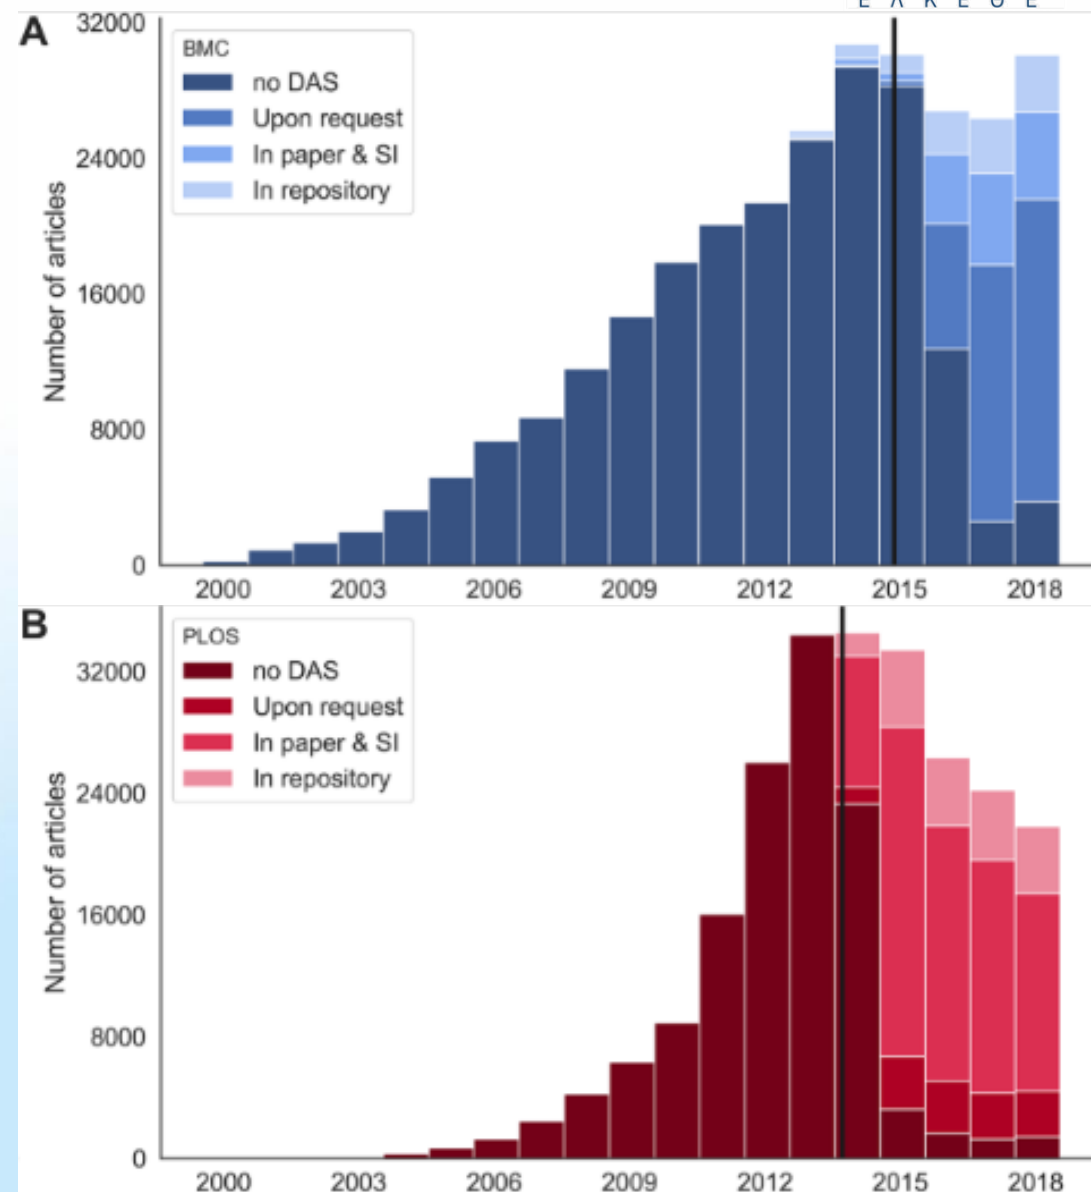 A
32000
24000
16000
8000
0
Number of articles
BMC
no DAS
Upon request
In paper & SI
In repository
2000 2003 2006 2009 2012 2015 2018
B
32000
24000
16000
8000
0
Number of articles
PLOS
no DAS
Upon request
In paper & SI
In repository
2000 2003 2006 2009 2012 2015 2018